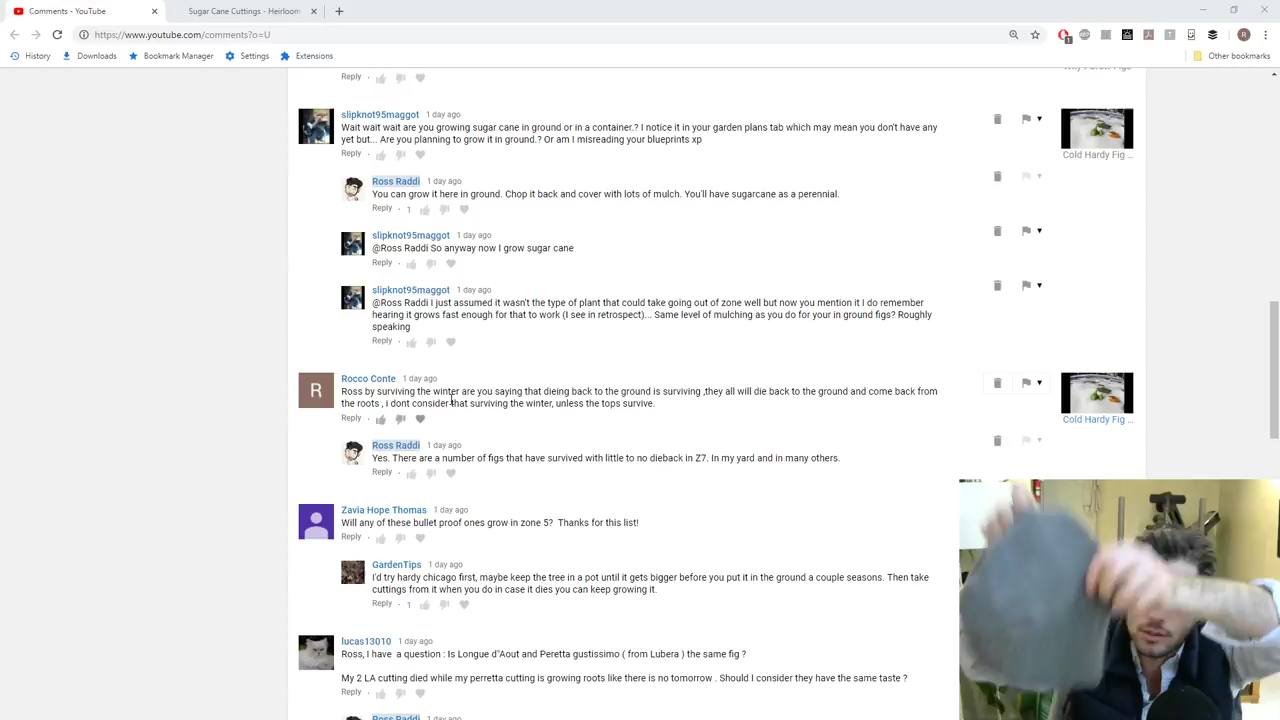 Comments - YouTube
Sugar Cane Cuttings - Heirloom
https://www.youtube.com/comments?o=U
History Downloads Bookmark Manager Settings Extensions Other bookmarks
Reply
slipknot95maggot 1 day ago
Wait wait wait are you growing sugar cane in ground or in a container.? I notice it in your garden plans tab which may mean you don't have any
yet but... Are you planning to grow it in ground.? Or am I misreading your blueprints xp
Reply
Cold Hardy Fig ...
Ross Raddi 1 day ago
You can grow it here in ground. Chop it back and cover with lots of mulch. You'll have sugarcane as a perennial.
Reply 1
slipknot95maggot 1 day ago
@Ross Raddi So anyway now I grow sugar cane
Reply
slipknot95maggot 1 day ago
@Ross Raddi I just assumed it wasn't the type of plant that could take going out of zone well but now you mention it I do remember
hearing it grows fast enough for that to work (I see in retrospect)... Same level of mulching as you do for your in ground figs? Roughly
speaking
Reply
R
Rocco Conte 1 day ago
Ross by surviving the winter are you saying that dieing back to the ground is surviving ,they all will die back to the ground and come back from
the roots , i dont consider that surviving the winter, unless the tops survive.
Reply
Cold Hardy Fig ...
Ross Raddi 1 day ago
Yes. There are a number of figs that have survived with little to no dieback in Z7. In my yard and in many others.
Reply
Zavia Hope Thomas 1 day ago
Will any of these bullet proof ones grow in zone 5? Thanks for this list!
Reply
GardenTips 1 day ago
I'd try hardy chicago first, maybe keep the tree in a pot until it gets bigger before you put it in the ground a couple seasons. Then take
cuttings from it when you do in case it dies you can keep growing it.
Reply 1
lucas13010 1 day ago
Ross, I have a question : Is Longue d"Aout and Peretta gustissimo ( from Lubera ) the same fig ?
My 2 LA cutting died while my perretta cutting is growing roots like there is no tomorrow . Should I consider they have the same taste ?
Reply
Ross Raddi 1 day ago